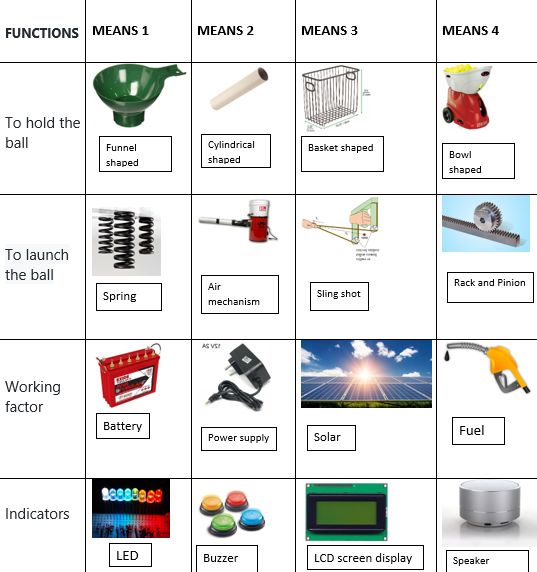 FUNCTIONS MEANS 1 MEANS 2 MEANS 3 MEANS 4
To hold the
ball
Funnel
shaped
Cylindrical
shaped
Basket shaped
Bowl
shaped
To launch
the ball
Spring
Air
mechanism
Sling shot
Rack and Pinion
Working
factor
Battery
12V 2A
Power supply
Solar
Fuel
Indicators
LED
Buzzer
LCD screen display
Speaker